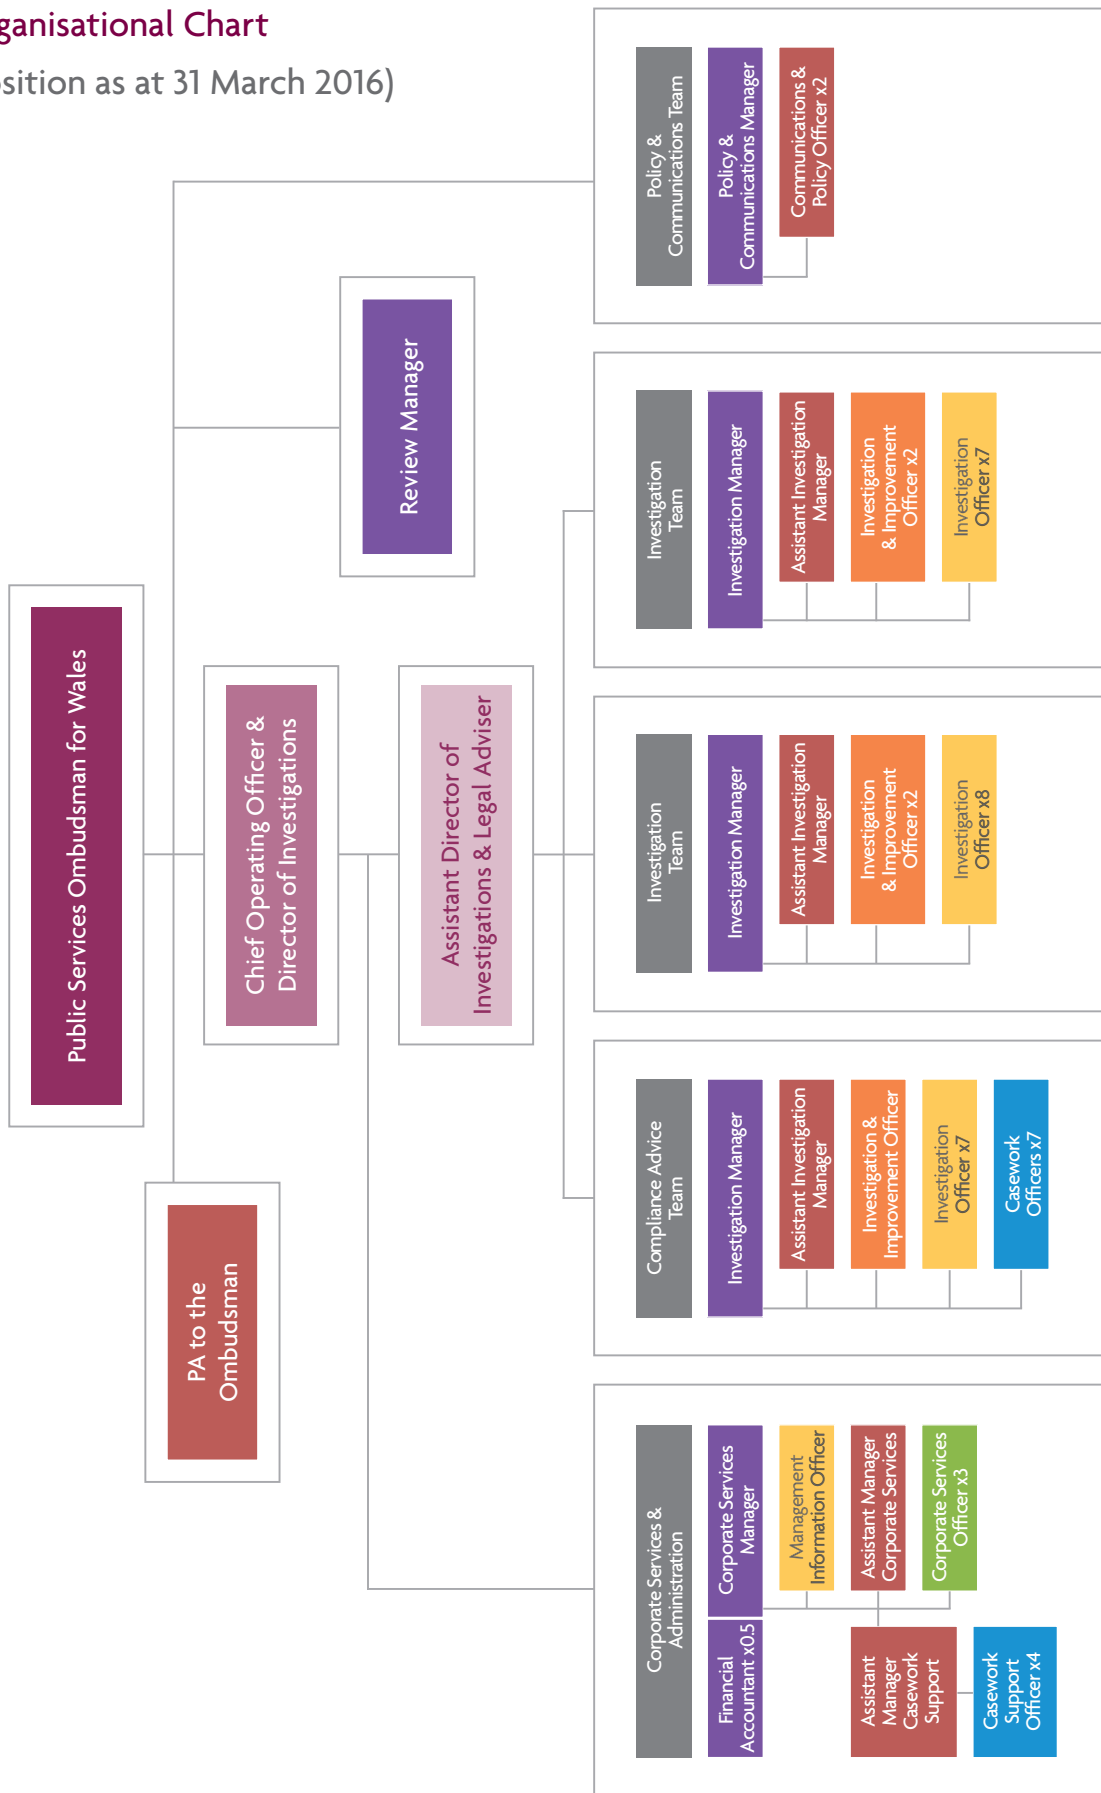 ganisational Chart
sition as at 31 March 2016)
Public Services Ombudsman for Wales
PA to the
Ombudsman
Chief Operating Officer &
Director of Investigations
Review Manager
Assistant Director of
Investigations & Legal Adviser
Corporate Services &
Administration
Financial
Accountant x0.5
Corporate Services
Manager
Management
Information Officer
Assistant Manager
Corporate Services
Corporate Services
Officer x3
Assistant
Manager
Casework
Support
Casework
Support
Officer x4
Compliance Advice
Team
Investigation Manager
Assistant Investigation
Manager
Investigation &
Improvement Officer
Investigation
Officer x7
Casework
Officers x7
Investigation
Team
Investigation Manager
Assistant Investigation
Manager
Investigation
& Improvement
Officer x2
Investigation
Officer x8
Investigation
Team
Investigation Manager
Assistant Investigation
Manager
Investigation
& Improvement
Officer x2
Investigation
Officer x7
Policy &
Communications Team
Policy &
Communications Manager
Communications &
Policy Officer x2